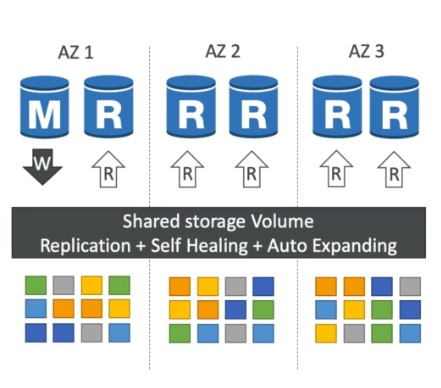 AZ 1
AZ 2
AZ 3
M R
R R
R R
W R
R R
R R
Shared storage Volume
Replication + Self Healing + Auto Expanding